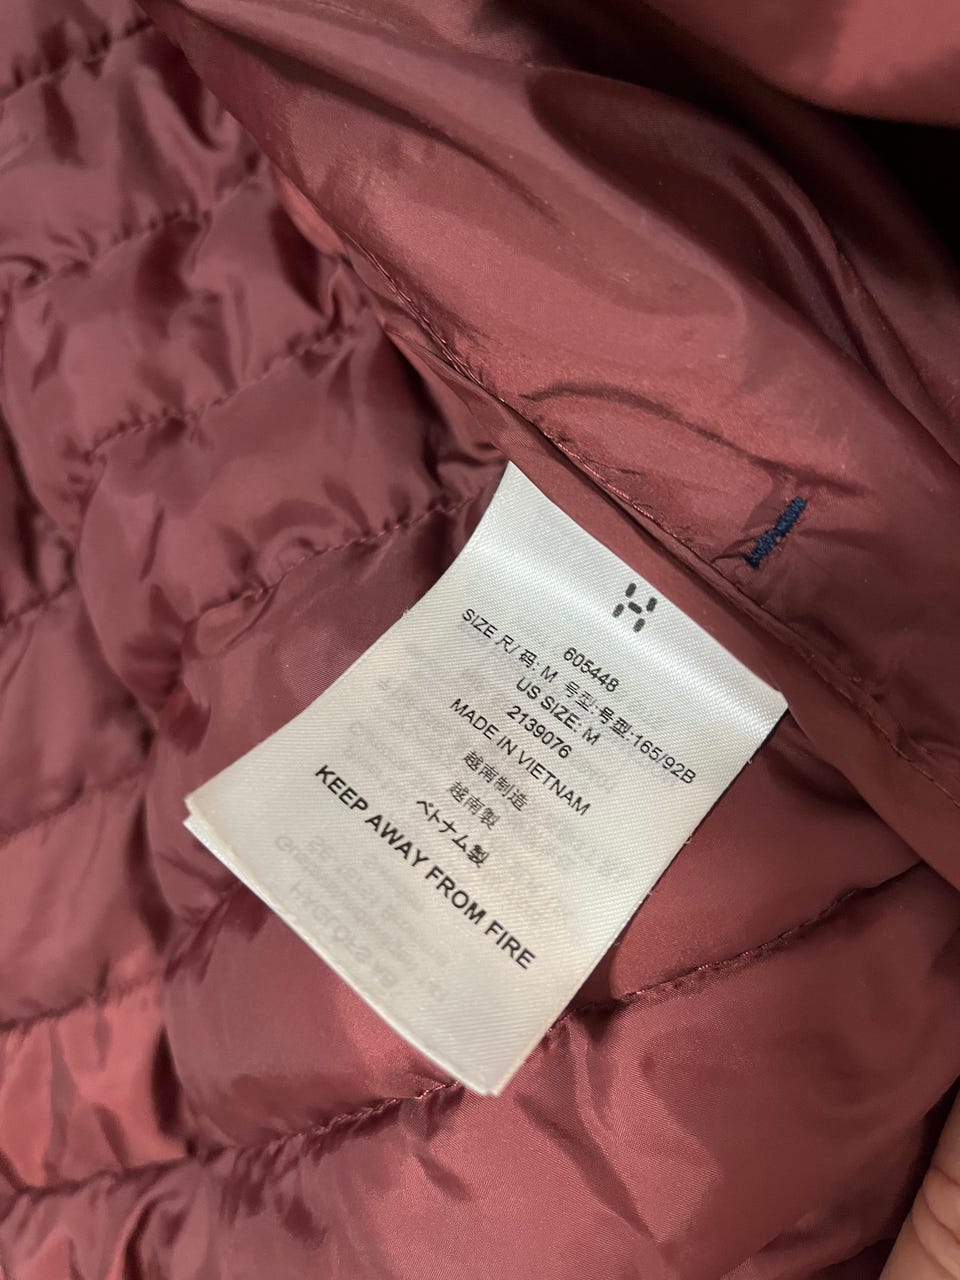 605448
SIZE 尺/ 码: M 号型:号型:165/92B
US SIZE: M
2139076
MADE IN VIETNAM
越南制造
越南製
ベトナム製
KEEP AWAY FROM FIRE